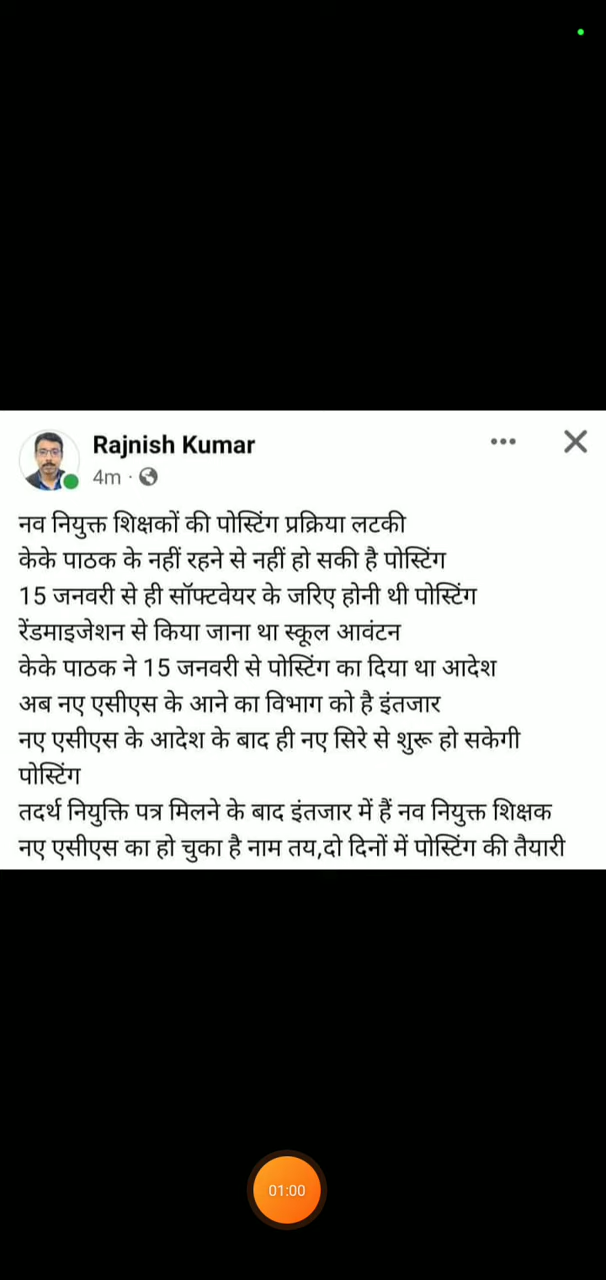 Rajnish Kumar
4m ·
नव नियुक्त शिक्षकों की पोस्टिंग प्रक्रिया लटकी
केके पाठक के नहीं रहने से नहीं हो सकी है पोस्टिंग
15 जनवरी से ही सॉफ्टवेयर के जरिए होनी थी पोस्टिंग
रेंडमाइजेशन से किया जाना था स्कूल आवंटन
केके पाठक ने 15 जनवरी से पोस्टिंग का दिया था आदेश
अब नए एसीएस के आने का विभाग को है इंतजार
नए एसीएस के आदेश के बाद ही नए सिरे से शुरू हो सकेगी
पोस्टिंग
तदर्थ नियुक्ति पत्र मिलने के बाद इंतजार में हैं नव नियुक्त शिक्षक
नए एसीएस का हो चुका है नाम तय,दो दिनों में पोस्टिंग की तैयारी
01:00